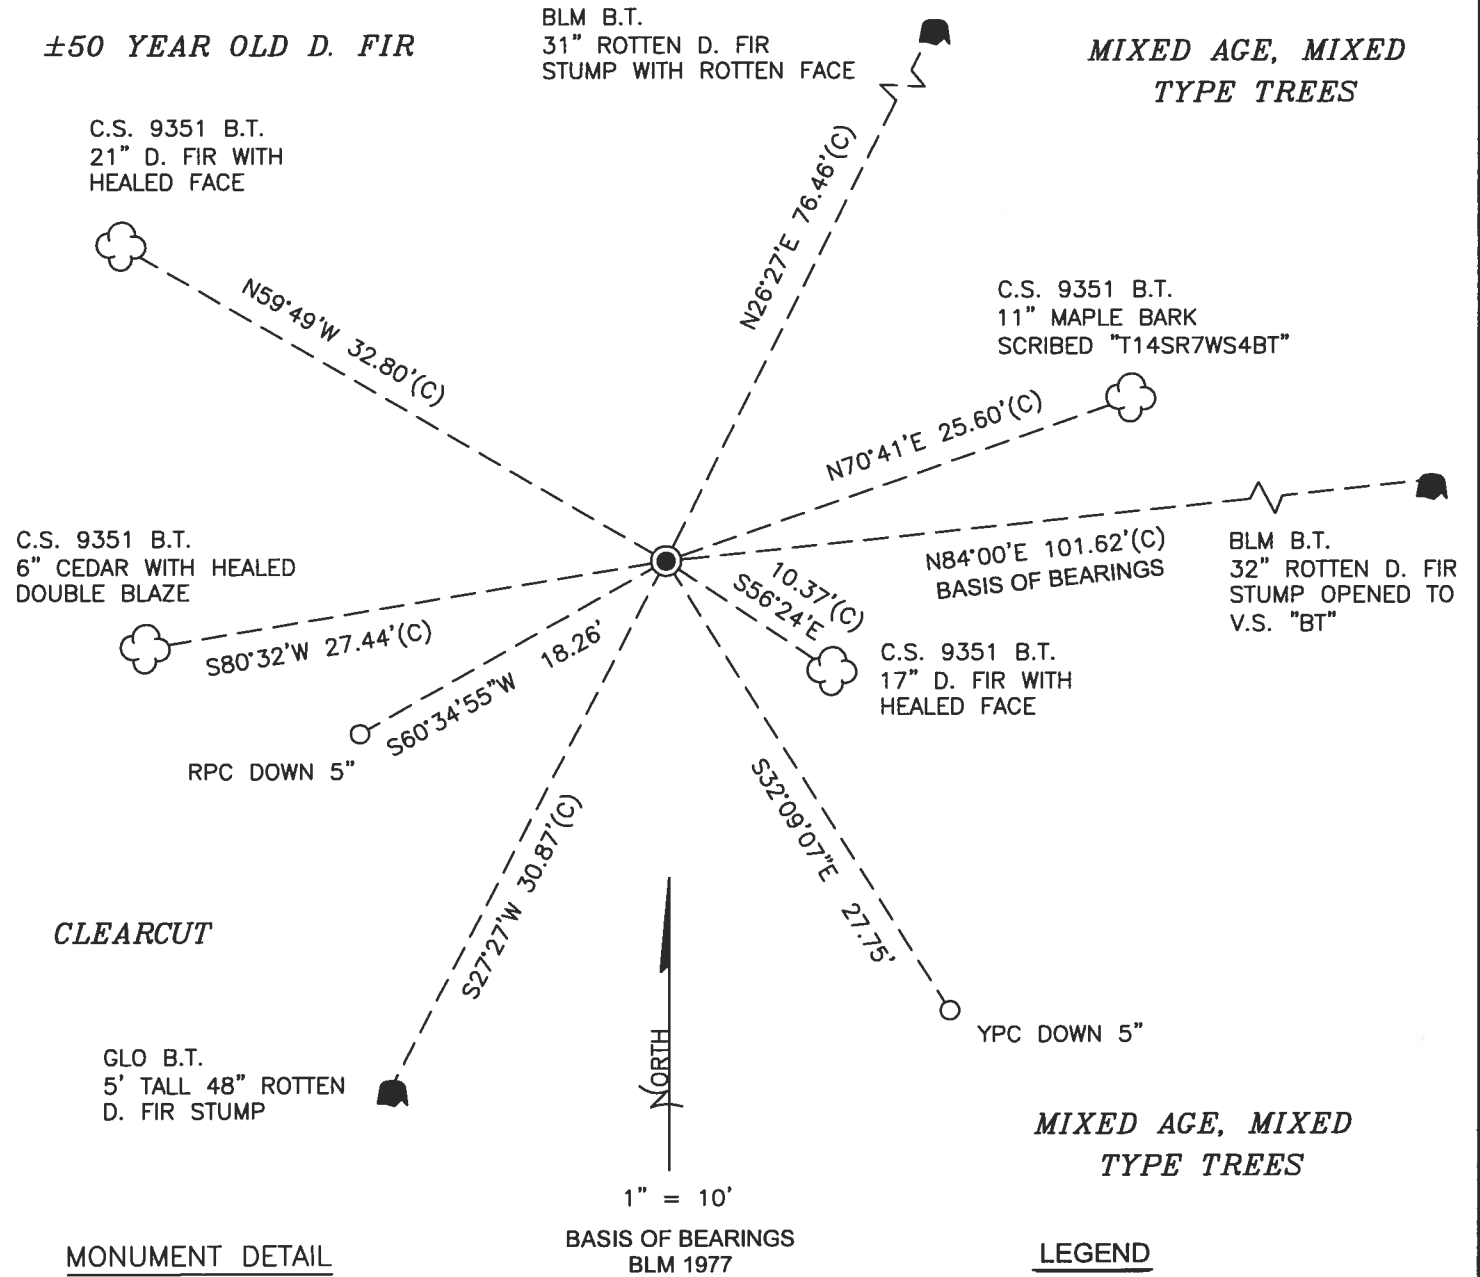 ±50 YEAR OLD D. FIR
BLM B.T.
31" ROTTEN D. FIR
STUMP WITH ROTTEN FACE
MIXED AGE, MIXED
TYPE TREES
C.S. 9351 B.T.
21" D. FIR WITH
HEALED FACE
N59°49'W 32.80'(C)
N26°27'E 76.46'(C)
C.S. 9351 B.T.
11" MAPLE BARK
SCRIBED "T14SR7WS4BT"
N70°41'E 25.60'(C)
N84°00'E 101.62'(C)
BASIS OF BEARINGS
BLM B.T.
32" ROTTEN D. FIR
STUMP OPENED TO
V.S. "BT"
C.S. 9351 B.T.
6" CEDAR WITH HEALED
DOUBLE BLAZE
S80°32'W 27.44'(C)
10.37'(C)
S56°24'E
C.S. 9351 B.T.
17" D. FIR WITH
HEALED FACE
S60°34'55"W 18.26'
RPC DOWN 5"
S27°27'W 30.87'(C)
S32°09'07"E 27.75'
YPC DOWN 5"
CLEARCUT
GLO B.T.
5' TALL 48" ROTTEN
D. FIR STUMP
NORTH
MIXED AGE, MIXED
TYPE TREES
1" = 10'
BASIS OF BEARINGS
BLM 1977
MONUMENT DETAIL
LEGEND